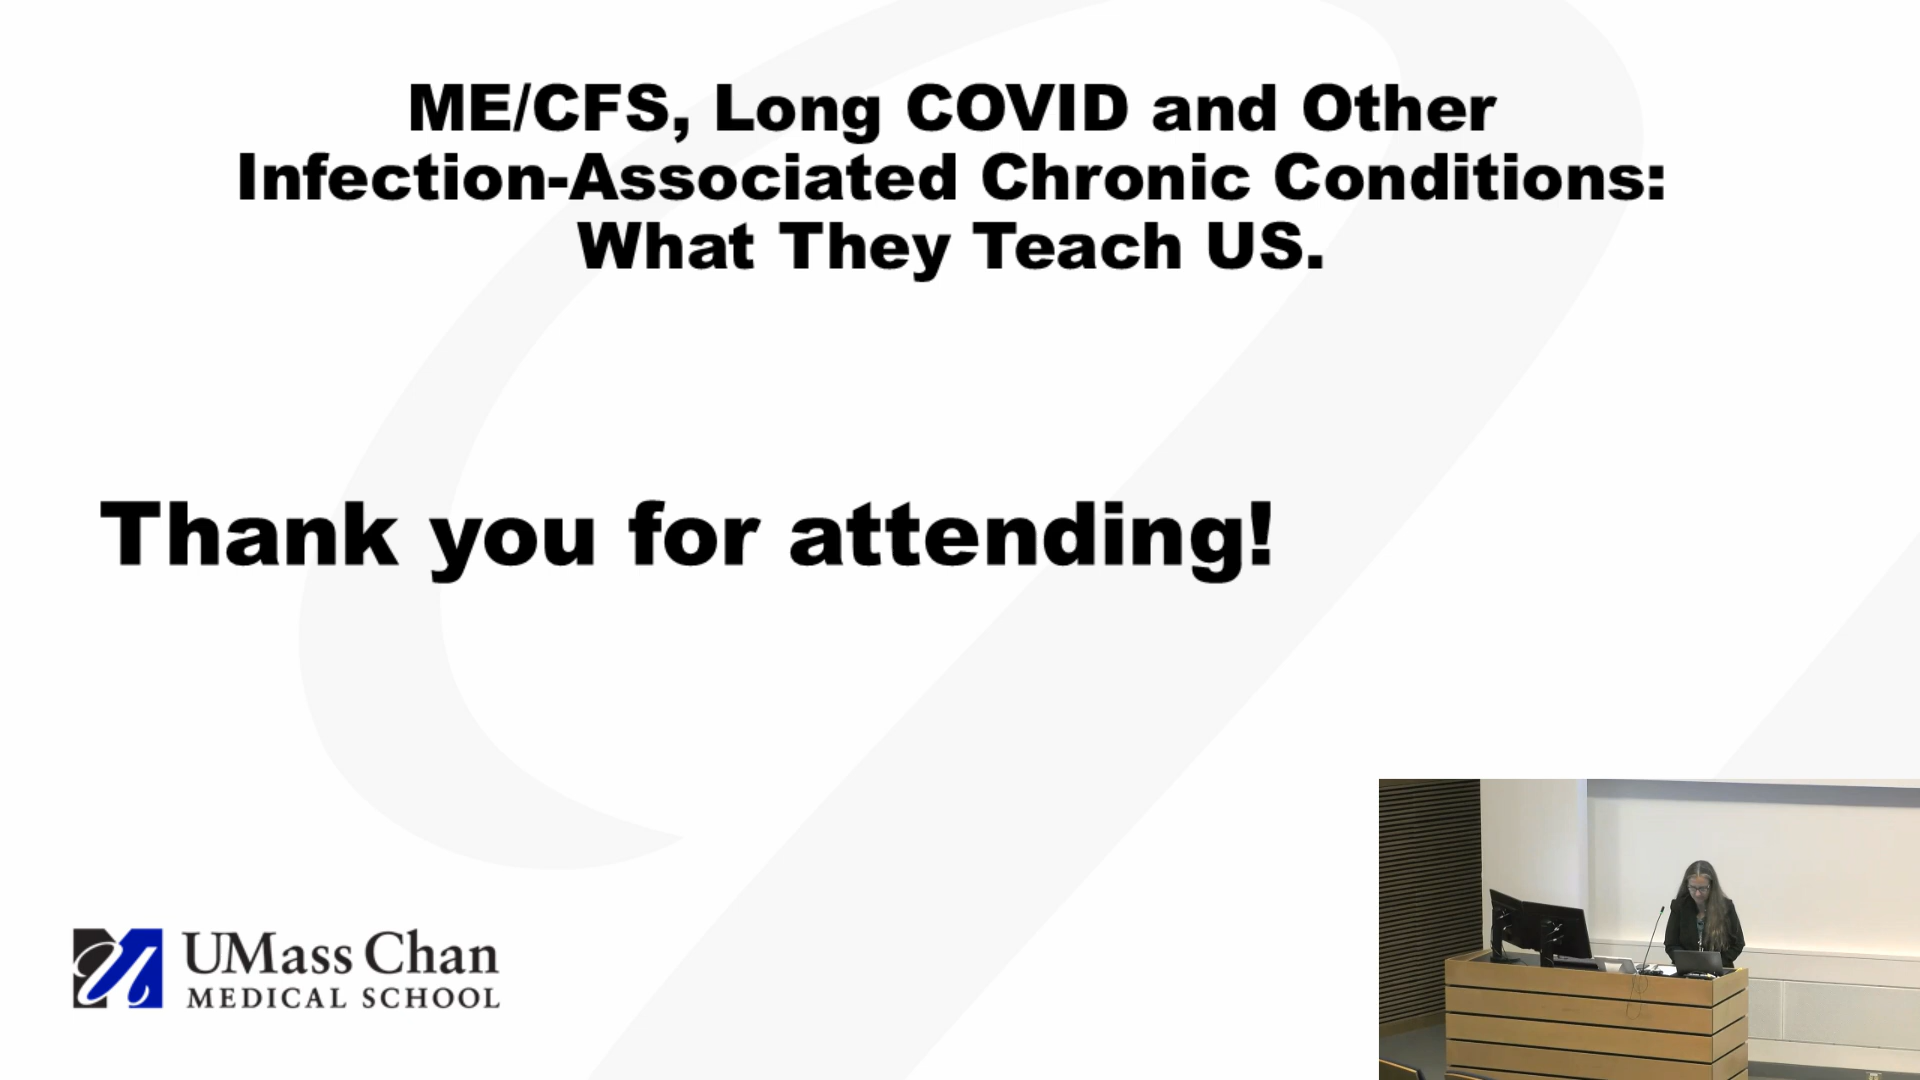 ME/CFS, Long COVID and Other
Infection-Associated Chronic Conditions:
What They Teach US.
Thank you for attending!
UMass Chan
MEDICAL SCHOOL